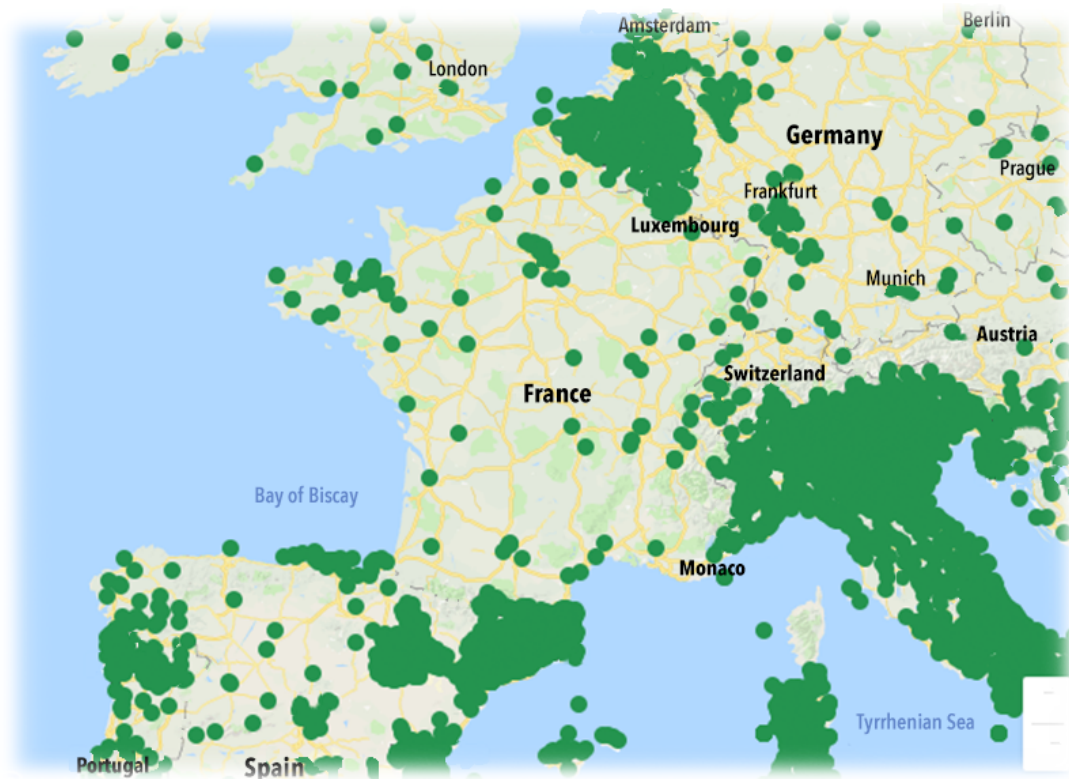 Amsterdam
Berlin
London
Germany
Prague
Frankfurt
Luxembourg
Munich
Austria
Switzerland
France
Bay of Biscay
Monaco
Tyrrhenian Sea
Portugal
Spain